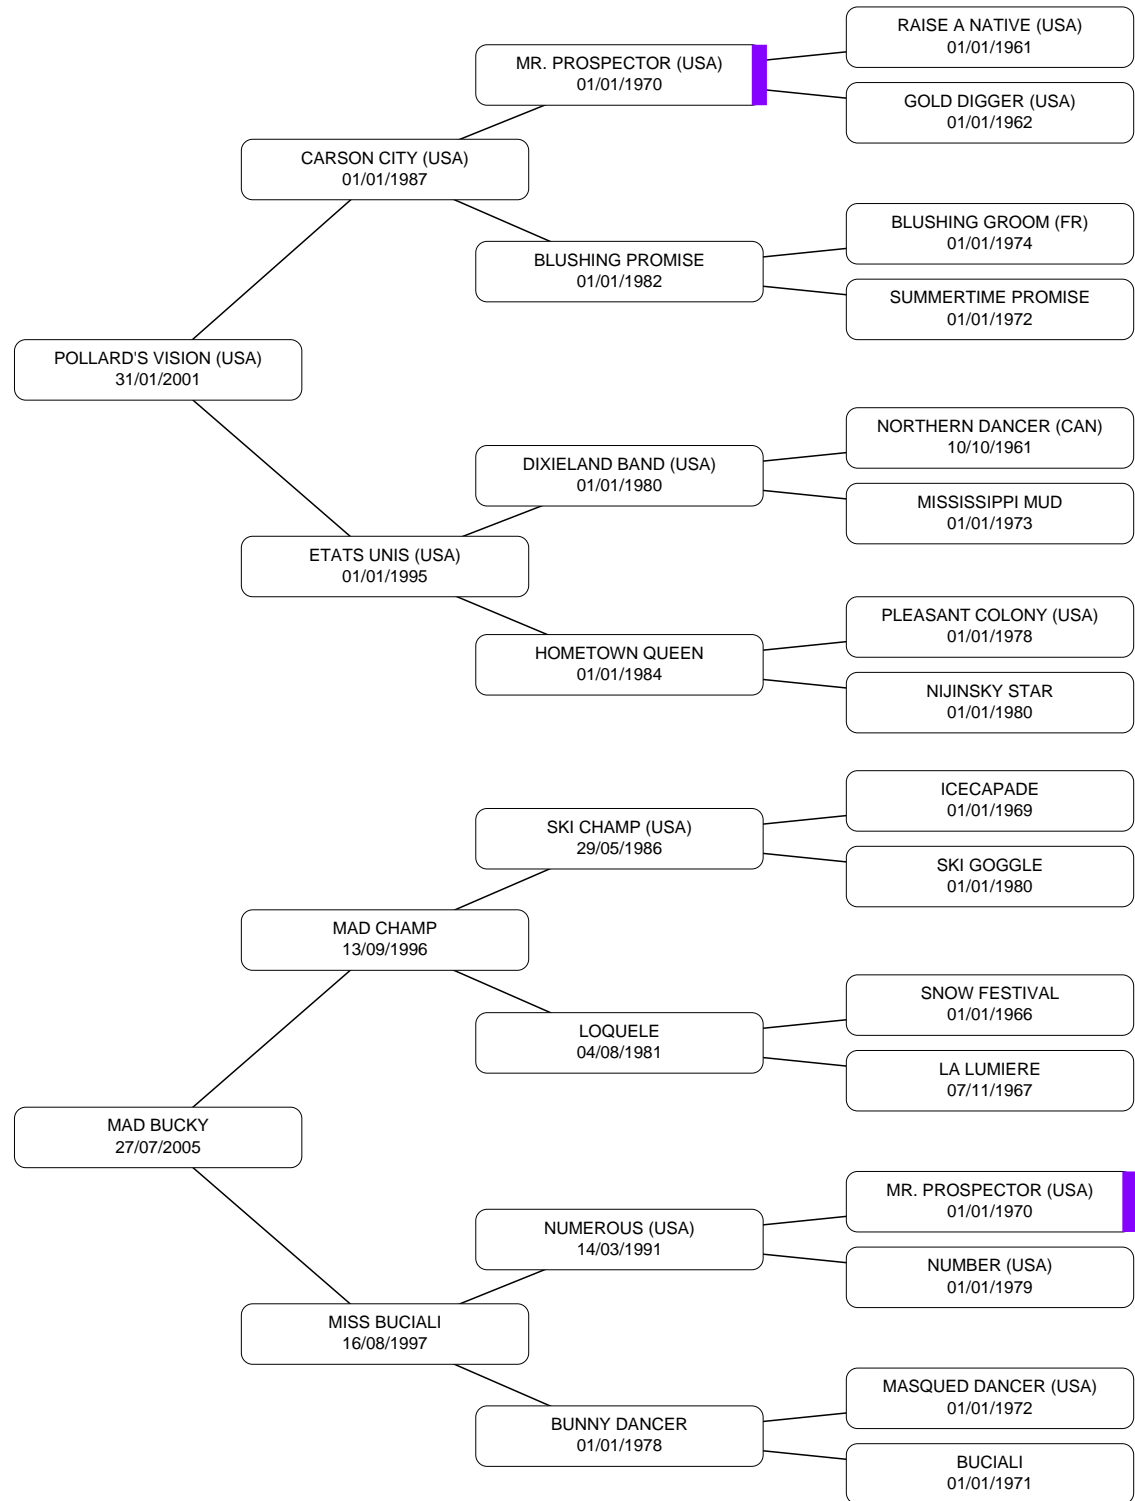 RAISE A NATIVE (USA)
01/01/1961
MR. PROSPECTOR (USA)
01/01/1970
GOLD DIGGER (USA)
01/01/1962
CARSON CITY (USA)
01/01/1987
BLUSHING GROOM (FR)
01/01/1974
BLUSHING PROMISE
01/01/1982
SUMMERTIME PROMISE
01/01/1972
POLLARD'S VISION (USA)
31/01/2001
NORTHERN DANCER (CAN)
10/10/1961
DIXIELAND BAND (USA)
01/01/1980
MISSISSIPPI MUD
01/01/1973
ETATS UNIS (USA)
01/01/1995
PLEASANT COLONY (USA)
01/01/1978
HOMETOWN QUEEN
01/01/1984
NIJINSKY STAR
01/01/1980
ICECAPADE
01/01/1969
SKI CHAMP (USA)
29/05/1986
SKI GOGGLE
01/01/1980
MAD CHAMP
13/09/1996
SNOW FESTIVAL
01/01/1966
LOQUELE
04/08/1981
LA LUMIERE
07/11/1967
MAD BUCKY
27/07/2005
MR. PROSPECTOR (USA)
01/01/1970
NUMEROUS (USA)
14/03/1991
NUMBER (USA)
01/01/1979
MISS BUCIALI
16/08/1997
MASQUED DANCER (USA)
01/01/1972
BUNNY DANCER
01/01/1978
BUCIALI
01/01/1971